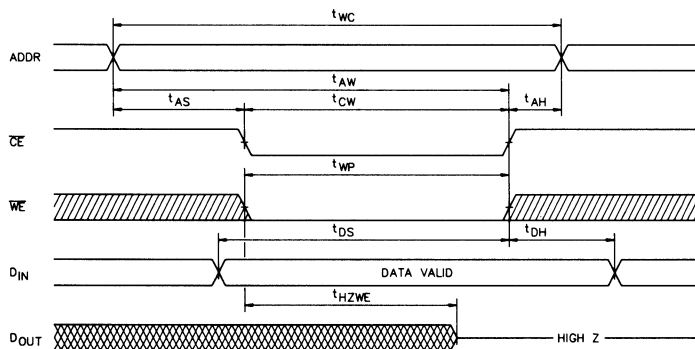 tWC
ADDR
tAW
tAS tCW tAH
CE
tWP
WE
tDS tDH
DIN DATA VALID
tHZWE
DOUT HIGH Z